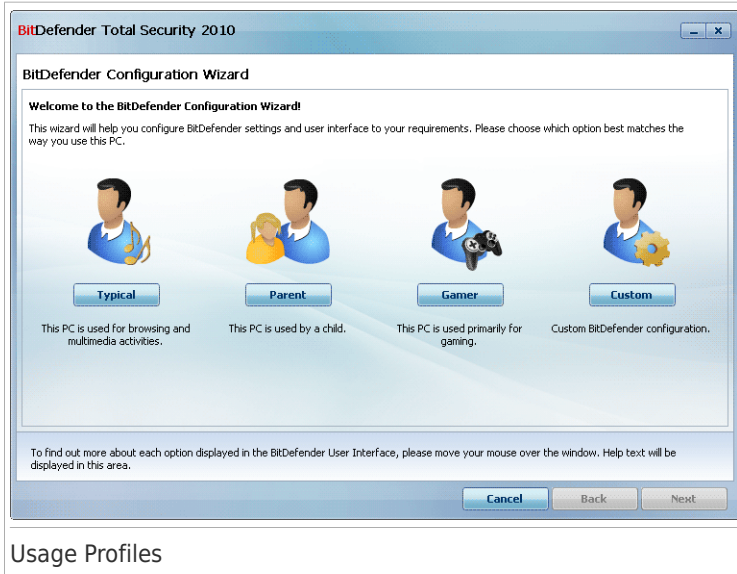 BitDefender Total Security 2010
BitDefender Configuration Wizard
Welcome to the BitDefender Configuration Wizard!
This wizard will help you configure BitDefender settings and user interface to your requirements. Please choose which option best matches the
way you use this PC.
Typical
This PC is used for browsing and
multimedia activities.
Parent
This PC is used by a child.
Gamer
This PC is used primarily for
gaming.
Custom
Custom BitDefender configuration.
To find out more about each option displayed in the BitDefender User Interface, please move your mouse over the window. Help text will be
displayed in this area.
Cancel
Back
Next
Usage Profiles